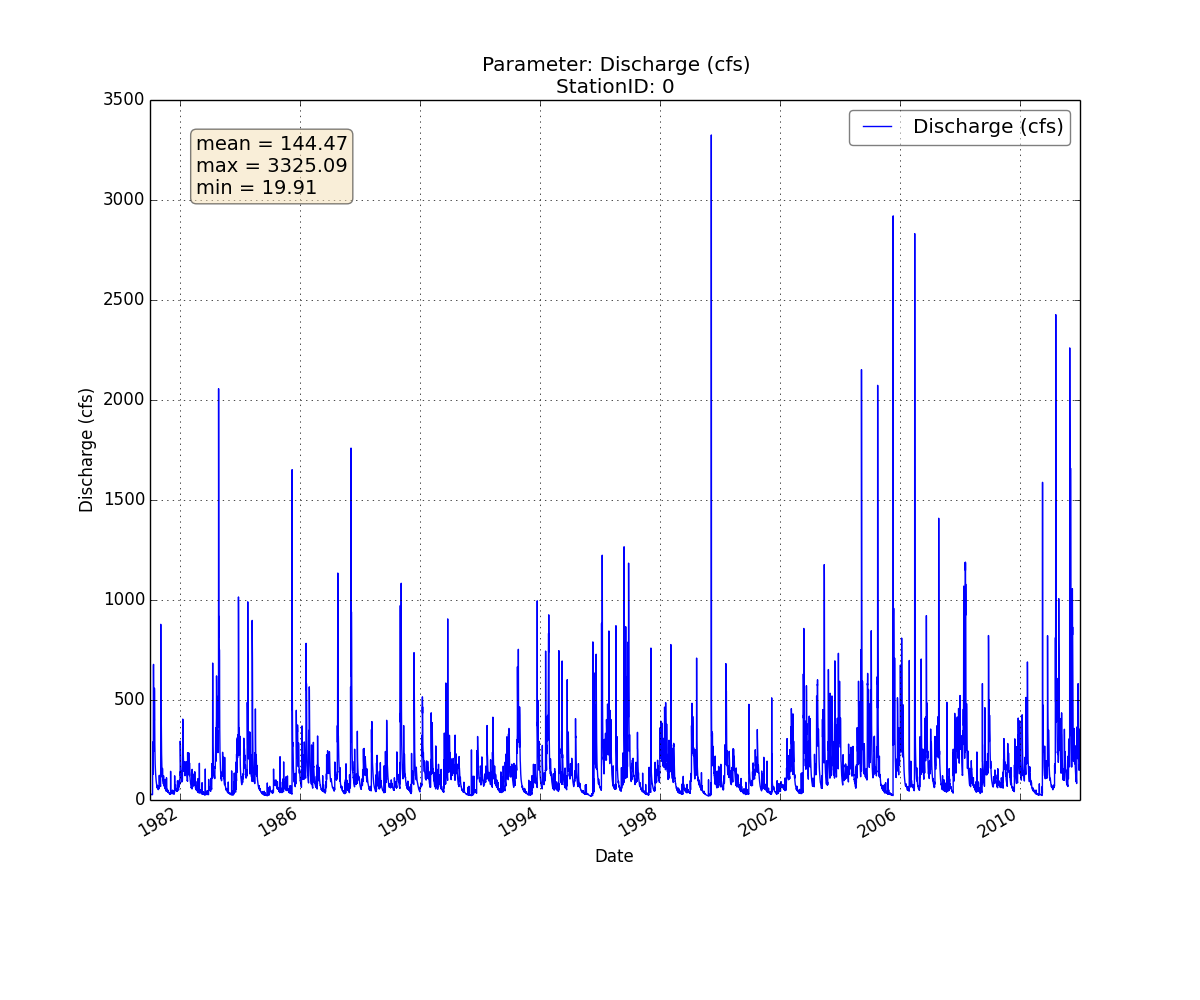 Parameter: Discharge (cfs)
StationID: 0
3500
3000
2500
2000
1500
1000
500
0
mean = 144.47
max = 3325.09
min = 19.91
Discharge (cfs)
Discharge (cfs)
1982
1986
1990
1994
1998
2002
2006
2010
Date